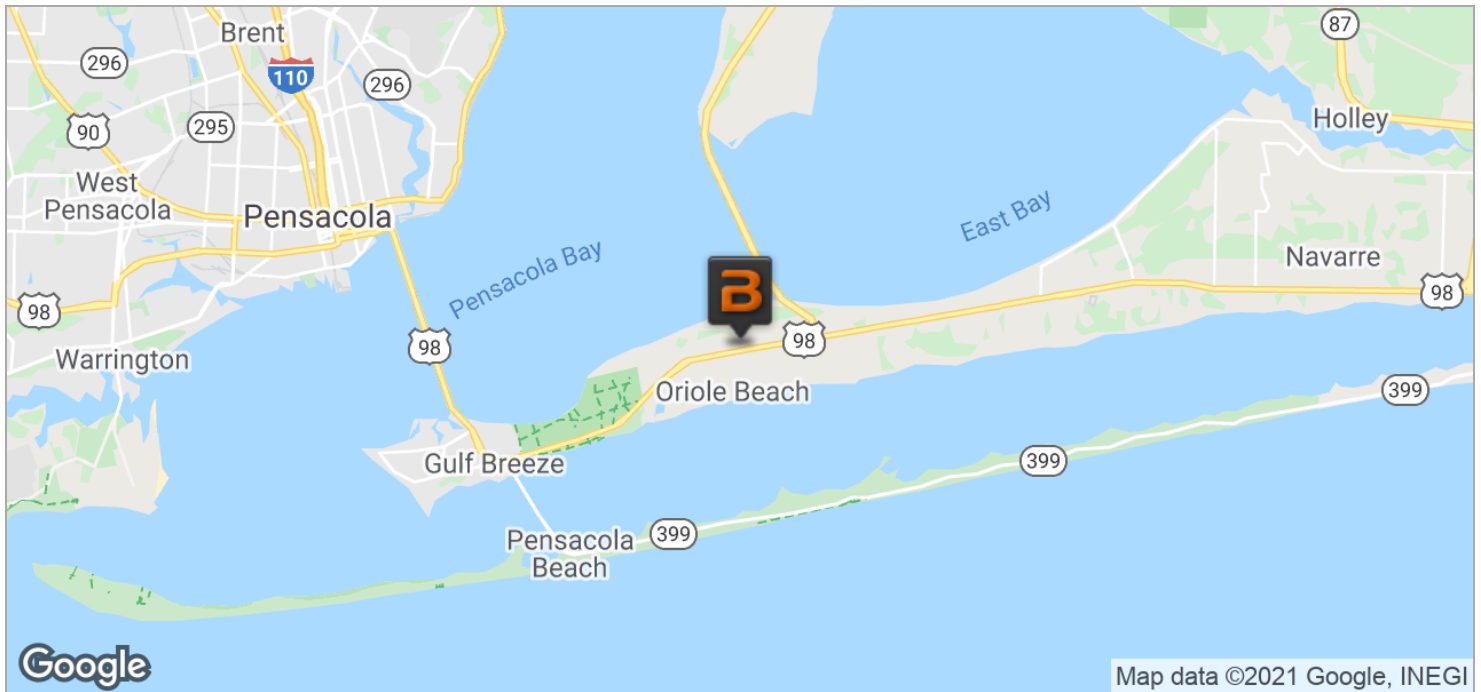 Brent
87
296
110
296
295
90
Holley
West
Pensacola
Pensacola
East Bay
Navarre
Pensacola Bay
B
98
98
98
98
Warrington
Oriole Beach
399
Gulf Breeze
399
399
Pensacola
Beach
Google
Map data ©2021 Google, INEGI